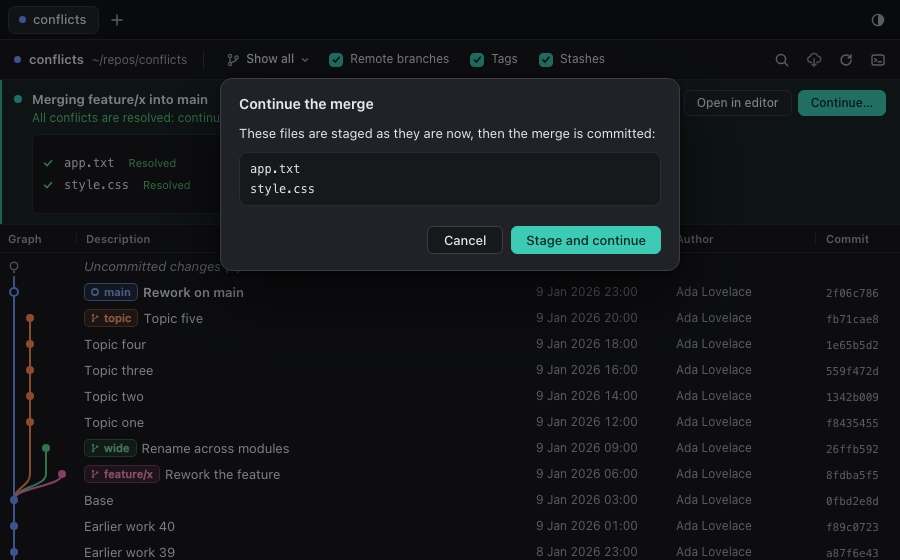 conflicts
conflicts ~/repos/conflicts Show all Remote branches Tags Stashes
Merging feature/x into main
All conflicts are resolved: continu
Open in editor Continue...
app.txt Resolved
style.css Resolved
Continue the merge
These files are staged as they are now, then the merge is committed:
app.txt
style.css
Cancel Stage and continue
Graph Description Author Commit
Uncommitted changes
main Rework on main 9 Jan 2026 23:00 Ada Lovelace 2f06c786
topic Topic five 9 Jan 2026 20:00 Ada Lovelace fb71cae8
Topic four 9 Jan 2026 18:00 Ada Lovelace 1e65b5d2
Topic three 9 Jan 2026 16:00 Ada Lovelace 559f472d
Topic two 9 Jan 2026 14:00 Ada Lovelace 1342b009
Topic one 9 Jan 2026 12:00 Ada Lovelace f8435455
wide Rename across modules 9 Jan 2026 09:00 Ada Lovelace 26ffb592
feature/x Rework the feature 9 Jan 2026 06:00 Ada Lovelace 8fdba5f5
Base 9 Jan 2026 03:00 Ada Lovelace 0fbd2e8d
Earlier work 40 9 Jan 2026 01:00 Ada Lovelace f89c0723
Earlier work 39 8 Jan 2026 23:00 Ada Lovelace a87f6e43